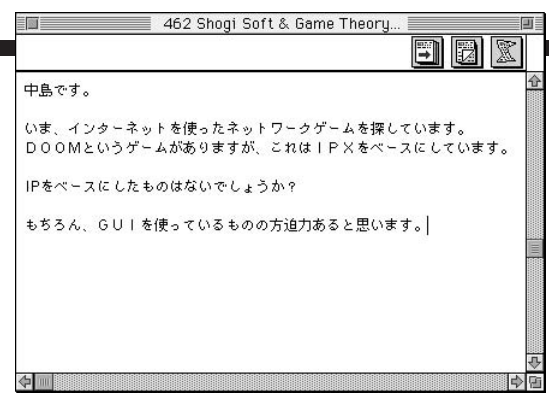 462 Shogi Soft & Game Theory...
中島です。
いま、インターネットを使ったネットワークゲームを探しています。
DOOMというゲームがありますが、これはIPXをベースにしています。
IPをベースにしたものはないでしょうか？
もちろん、GUIを使っているものの方迫力あると思います。